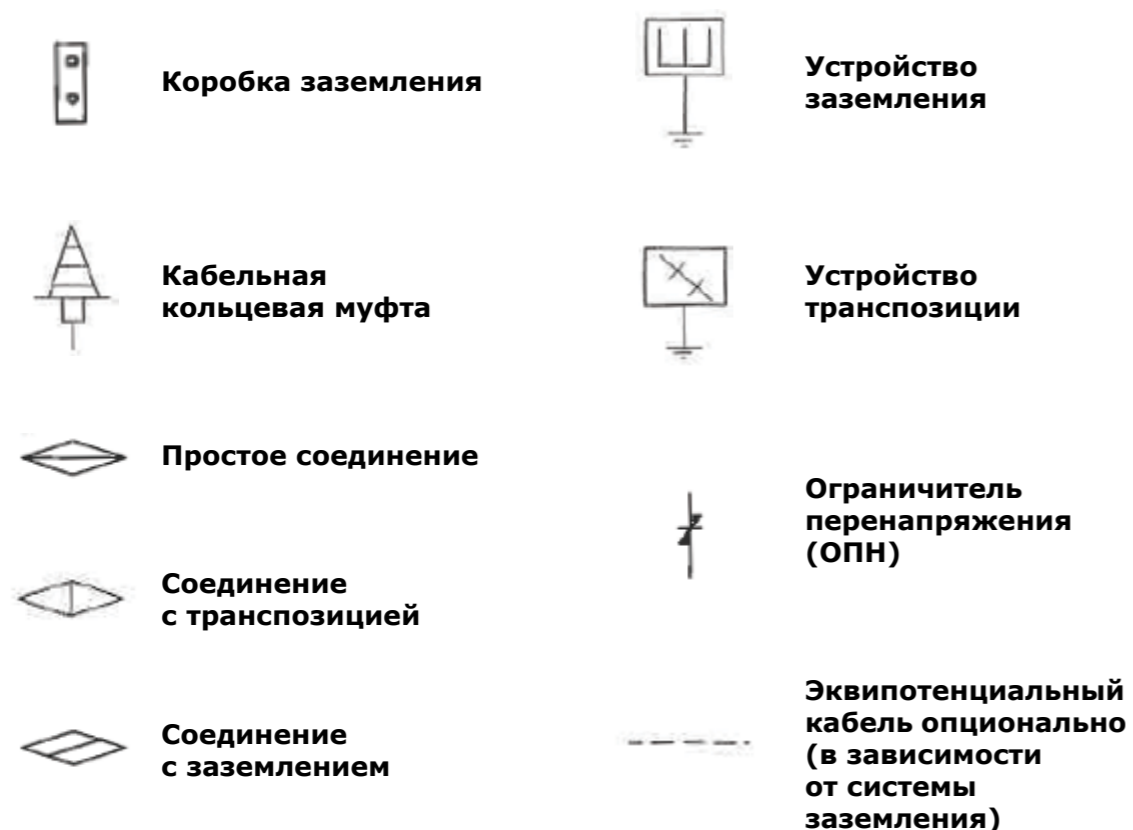 Коробка заземления
Кабельная
кольцевая муфта
Простое соединение
Соединение
с транспозицией
Соединение
с заземлением
Устройство
заземления
Устройство
транспозиции
Ограничитель
перенапряжения
(ОПН)
Эквипотенциальный
кабель опционально
(в зависимости
от системы
заземления)